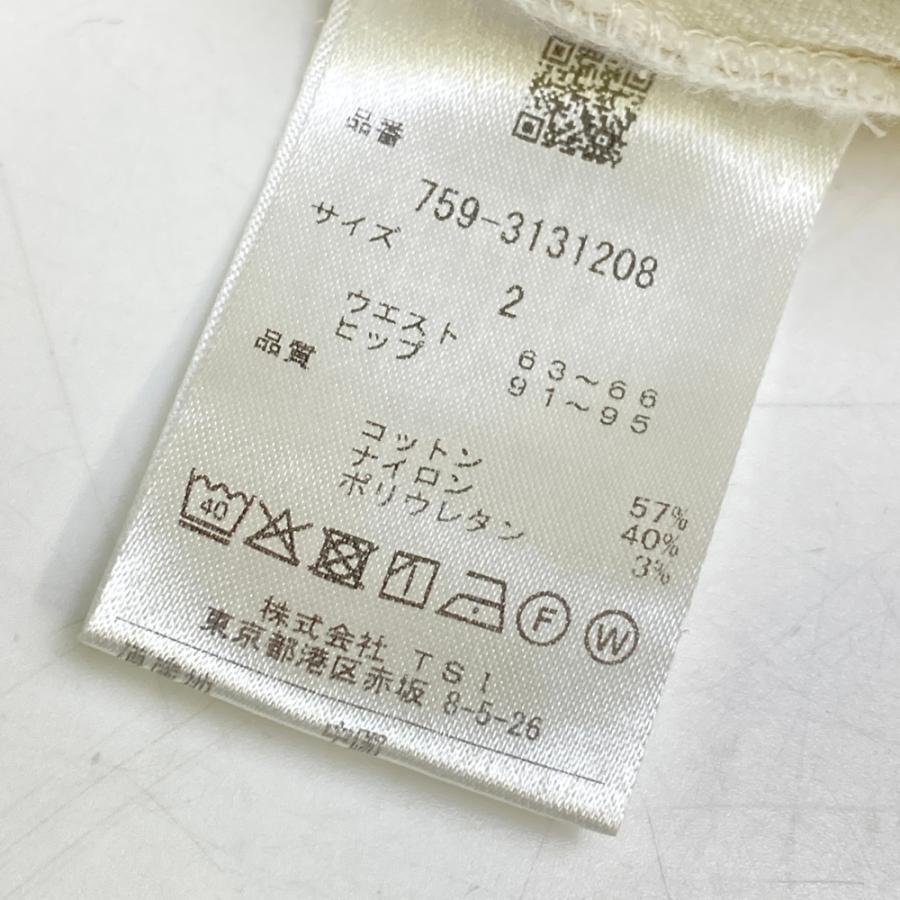 品番
759-3131208
サイズ
2
ウエスト 63～66
ヒップ 91～95
品質
コットン 57%
ナイロン 40%
ポリウレタン 3%
40
F W
株式会社 TSI
東京都港区赤坂 8-5-26